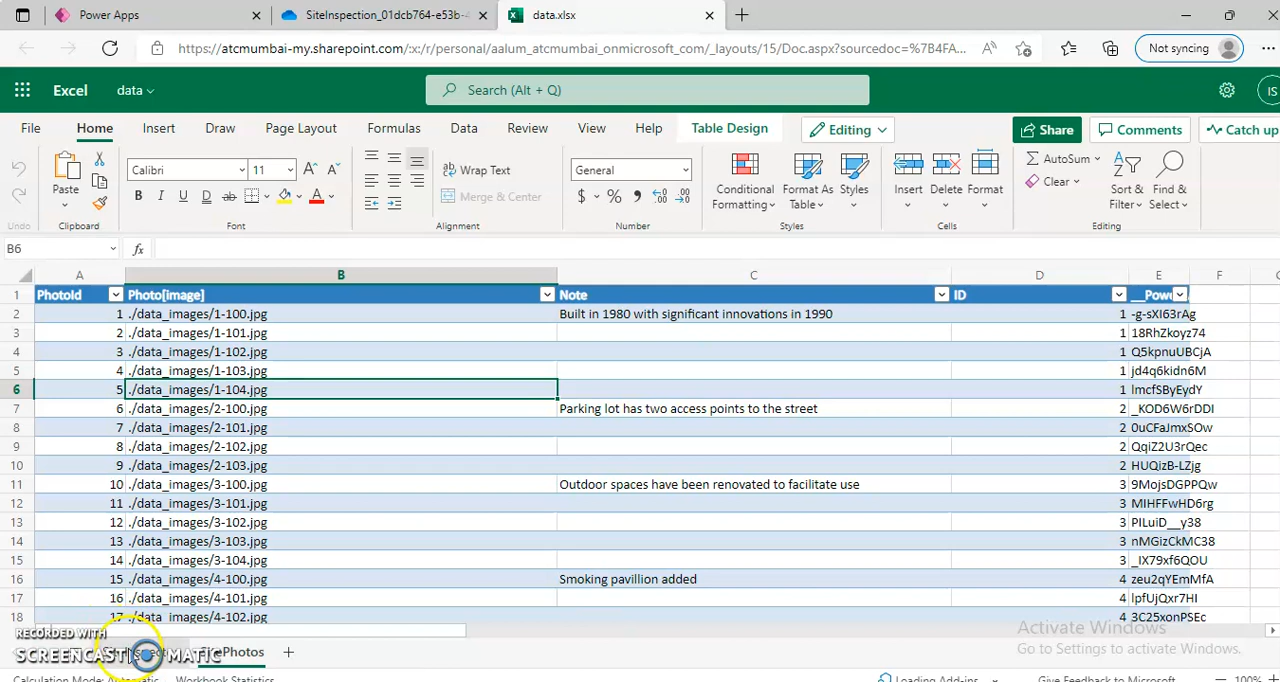 Power Apps
SiteInspection_01dcb764-e53b-4
data.xlsx
https://atcmumbai-my.sharepoint.com/:x:/r/personal/aalum_atcmumbai_onmicrosoft_com/_layouts/15/Doc.aspx?sourcedoc=%7B4FA...
Not syncing
Excel
data
Search (Alt + Q)
IS
File Home Insert Draw Page Layout Formulas Data Review View Help Table Design
Editing
Share
Comments
Catch up
Paste
Calibri
11
Wrap Text
Merge & Center
General
Conditional Formatting
Format As Table
Styles
Insert Delete Format
AutoSum
Clear
Sort & Filter
Find & Select
Undo Clipboard Font Alignment Number Styles Cells Editing
B6
fx
A B C D E F
1 PhotoId Photo[image] Note ID __Pow
2 1 ./data_images/1-100.jpg Built in 1980 with significant innovations in 1990 1 -g-sXI63rAg
3 2 ./data_images/1-101.jpg 1 18RhZkoyz74
4 3 ./data_images/1-102.jpg 1 Q5kpnuUBCjA
5 4 ./data_images/1-103.jpg 1 jd4q6kidn6M
6 5 ./data_images/1-104.jpg 1 lmcfSByEydY
7 6 ./data_images/2-100.jpg Parking lot has two access points to the street 2 _KOD6W6rDDI
8 7 ./data_images/2-101.jpg 2 0uCFaJmxSOw
9 8 ./data_images/2-102.jpg 2 QqiZ2U3rQec
10 9 ./data_images/2-103.jpg 2 HUQizB-LZjg
11 10 ./data_images/3-100.jpg Outdoor spaces have been renovated to facilitate use 3 9MojsDGPPQw
12 11 ./data_images/3-101.jpg 3 MIHFFwHD6rg
13 12 ./data_images/3-102.jpg 3 PILuiD__y38
14 13 ./data_images/3-103.jpg 3 nMGizCkMC38
15 14 ./data_images/3-104.jpg 3 _IX79xf6QOU
16 15 ./data_images/4-100.jpg Smoking pavillion added 4 zeu2qYEmMfA
17 16 ./data_images/4-101.jpg 4 lpfUjQxr7HI
18 17 ./data_images/4-102.jpg 4 3C25xonPSEc
RECORDED WITH
SCREENCAST MATIC
Activate Windows
Go to Settings to activate Windows.
Calculation Mode: Automatic Workbook Statistics
Loading Add-ins
Give Feedback to Microsoft
100%